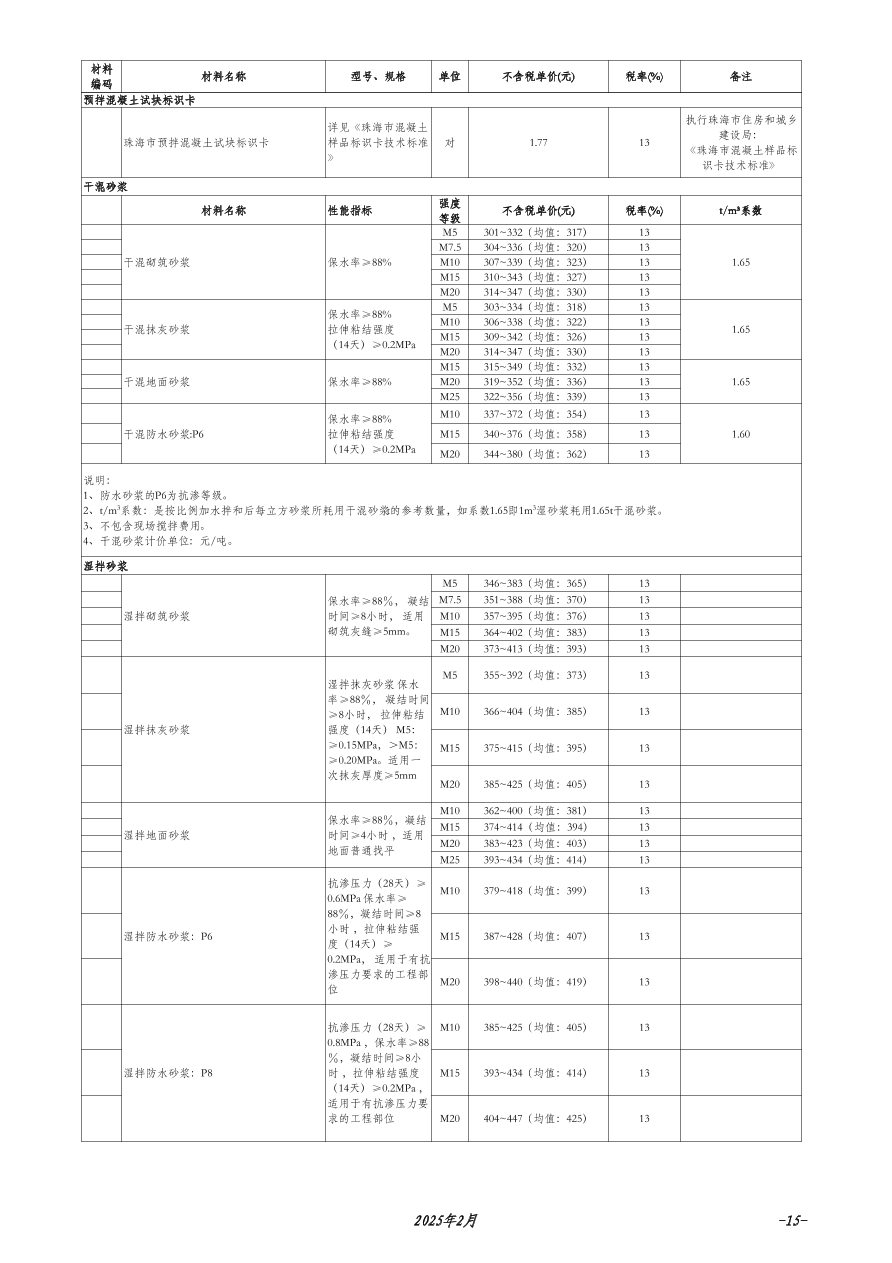 材料编码 材料名称 型号、规格 单位 不含税单价(元) 税率(%) 备注
预拌混凝土试块标识卡
珠海市预拌混凝土试块标识卡 详见《珠海市混凝土样品标识卡技术标准》 对 1.77 13 执行珠海市住房和城乡建设局：《珠海市混凝土样品标识卡技术标准》
干混砂浆
材料名称 性能指标 强度等级 不含税单价(元) 税率(%) t/m³系数
干混砌筑砂浆 保水率≥88% M5 301~332（均值：317） 13 1.65
M7.5 304~336（均值：320） 13
M10 307~339（均值：323） 13
M15 310~343（均值：327） 13
M20 314~347（均值：330） 13
干混抹灰砂浆 保水率≥88% 拉伸粘结强度（14天）≥0.2MPa M5 303~334（均值：318） 13 1.65
M10 306~338（均值：322） 13
M15 309~342（均值：326） 13
M20 314~347（均值：330） 13
干混地面砂浆 保水率≥88% M15 315~349（均值：332） 13 1.65
M20 319~352（均值：336） 13
M25 322~356（均值：339） 13
干混防水砂浆:P6 保水率≥88% 拉伸粘结强度（14天）≥0.2MPa M10 337~372（均值：354） 13 1.60
M15 340~376（均值：358） 13
M20 344~380（均值：362） 13
说明：
1、防水砂浆的P6为抗渗等级。
2、t/m³系数：是按比例加水拌和后每立方砂浆所耗用干混砂浆的参考数量，如系数1.65即1m³湿砂浆耗用1.65t干混砂浆。
3、不包含现场搅拌费用。
4、干混砂浆计价单位：元/吨。
湿拌砂浆
湿拌砌筑砂浆 保水率≥88%， 凝结时间≥8小时， 适用砌筑灰缝≥5mm。 M5 346~383（均值：365） 13
M7.5 351~388（均值：370） 13
M10 357~395（均值：376） 13
M15 364~402（均值：383） 13
M20 373~413（均值：393） 13
湿拌抹灰砂浆 湿拌抹灰砂浆 保水率≥88%， 凝结时间≥8小时， 拉伸粘结强度（14天） M5：≥0.15MPa，＞M5：≥0.20MPa。适用一次抹灰厚度≥5mm M5 355~392（均值：373） 13
M10 366~404（均值：385） 13
M15 375~415（均值：395） 13
M20 385~425（均值：405） 13
湿拌地面砂浆 保水率≥88%，凝结时间≥4小时 ，适用地面普通找平 M10 362~400（均值：381） 13
M15 374~414（均值：394） 13
M20 383~423（均值：403） 13
M25 393~434（均值：414） 13
湿拌防水砂浆：P6 抗渗压力（28天）≥0.6MPa 保水率≥88%，凝结时间≥8小时 ，拉伸粘结强度（14天）≥0.2MPa， 适用于有抗渗压力要求的工程部位 M10 379~418（均值：399） 13
M15 387~428（均值：407） 13
M20 398~440（均值：419） 13
湿拌防水砂浆：P8 抗渗压力（28天）≥0.8MPa ，保水率≥88%，凝结时间≥8小时 ，拉伸粘结强度（14天）≥0.2MPa ，适用于有抗渗压力要求的工程部位 M10 385~425（均值：405） 13
M15 393~434（均值：414） 13
M20 404~447（均值：425） 13
2025年2月 -15-